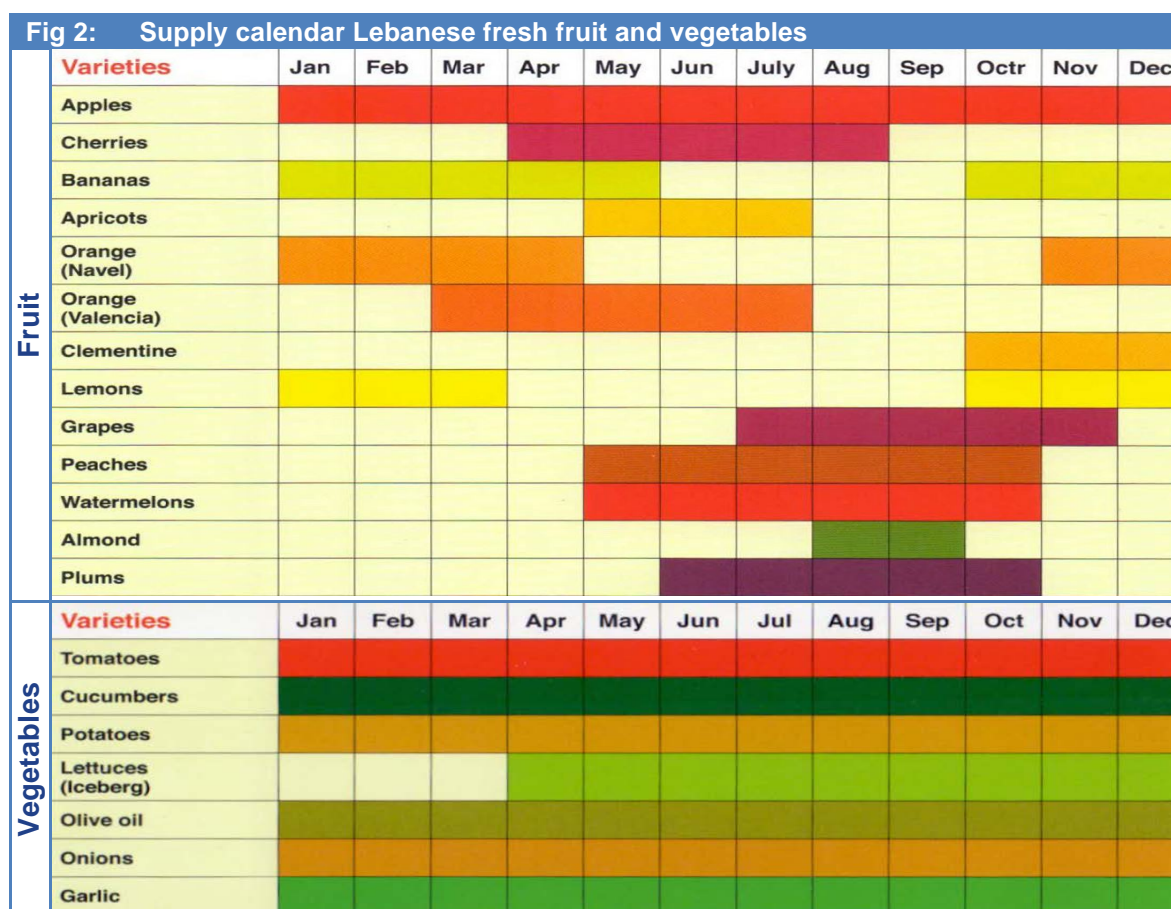 Fig 2: Supply calendar Lebanese fresh fruit and vegetables
Fruit
Varieties Jan Feb Mar Apr May Jun July Aug Sep Octr Nov Dec
Apples
Cherries
Bananas
Apricots
Orange
(Navel)
Orange
(Valencia)
Clementine
Lemons
Grapes
Peaches
Watermelons
Almond
Plums
Vegetables
Varieties Jan Feb Mar Apr May Jun Jul Aug Sep Oct Nov Dec
Tomatoes
Cucumbers
Potatoes
Lettuces
(Iceberg)
Olive oil
Onions
Garlic